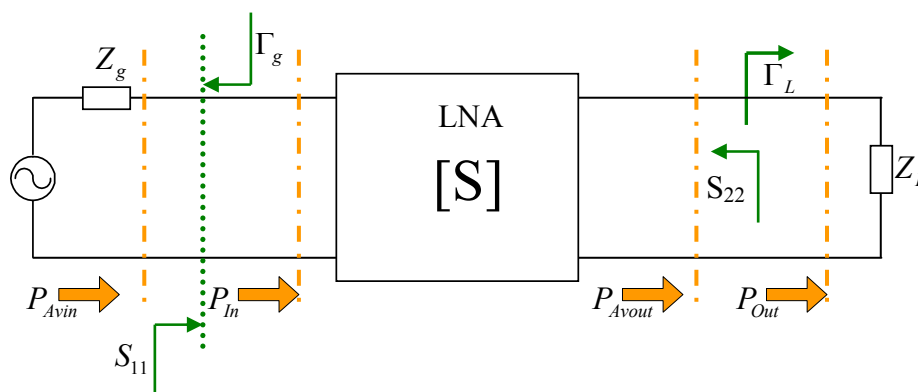 Z_g
Γ_g
LNA
[S]
Γ_L
S_22
P_Avin
P_In
P_Avout
P_Out
S_11